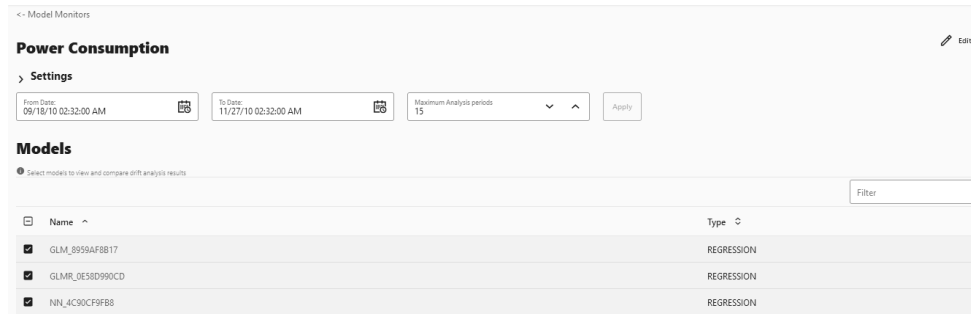 <- Model Monitors
Power Consumption
Edit
Settings
From Date:
09/18/10 02:32:00 AM
To Date:
11/27/10 02:32:00 AM
Maximum Analysis periods
15
Apply
Models
Select models to view and compare drift analysis results
Filter
Name Type
GLM_8959AF8B17 REGRESSION
GLMR_0E58D990CD REGRESSION
NN_4C90CF9FB8 REGRESSION